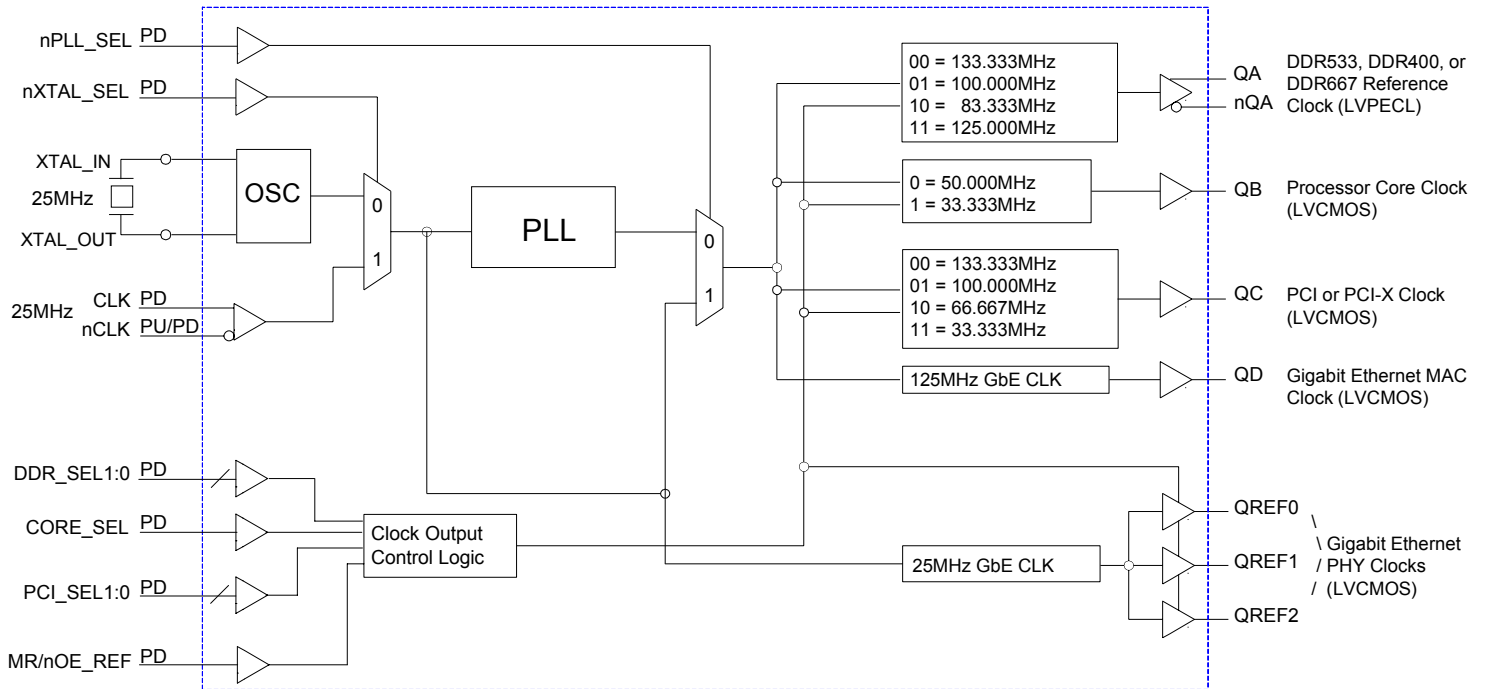 nPLL_SEL PD
nXTAL_SEL PD
XTAL_IN
25MHz
XTAL_OUT
OSC
0
1
25MHz
CLK PD
nCLK PU/PD
PLL
0
1
00 = 133.333MHz
01 = 100.000MHz
10 = 83.333MHz
11 = 125.000MHz
QA
nQA
DDR533, DDR400, or
DDR667 Reference
Clock (LVPECL)
0 = 50.000MHz
1 = 33.333MHz
QB
Processor Core Clock
(LVCMOS)
00 = 133.333MHz
01 = 100.000MHz
10 = 66.667MHz
11 = 33.333MHz
QC
PCI or PCI-X Clock
(LVCMOS)
125MHz GbE CLK
QD
Gigabit Ethernet MAC
Clock (LVCMOS)
DDR_SEL1:0 PD
CORE_SEL PD
PCI_SEL1:0 PD
MR/nOE_REF PD
Clock Output
Control Logic
25MHz GbE CLK
QREF0
QREF1
QREF2
\
\ Gigabit Ethernet
/ PHY Clocks
/ (LVCMOS)